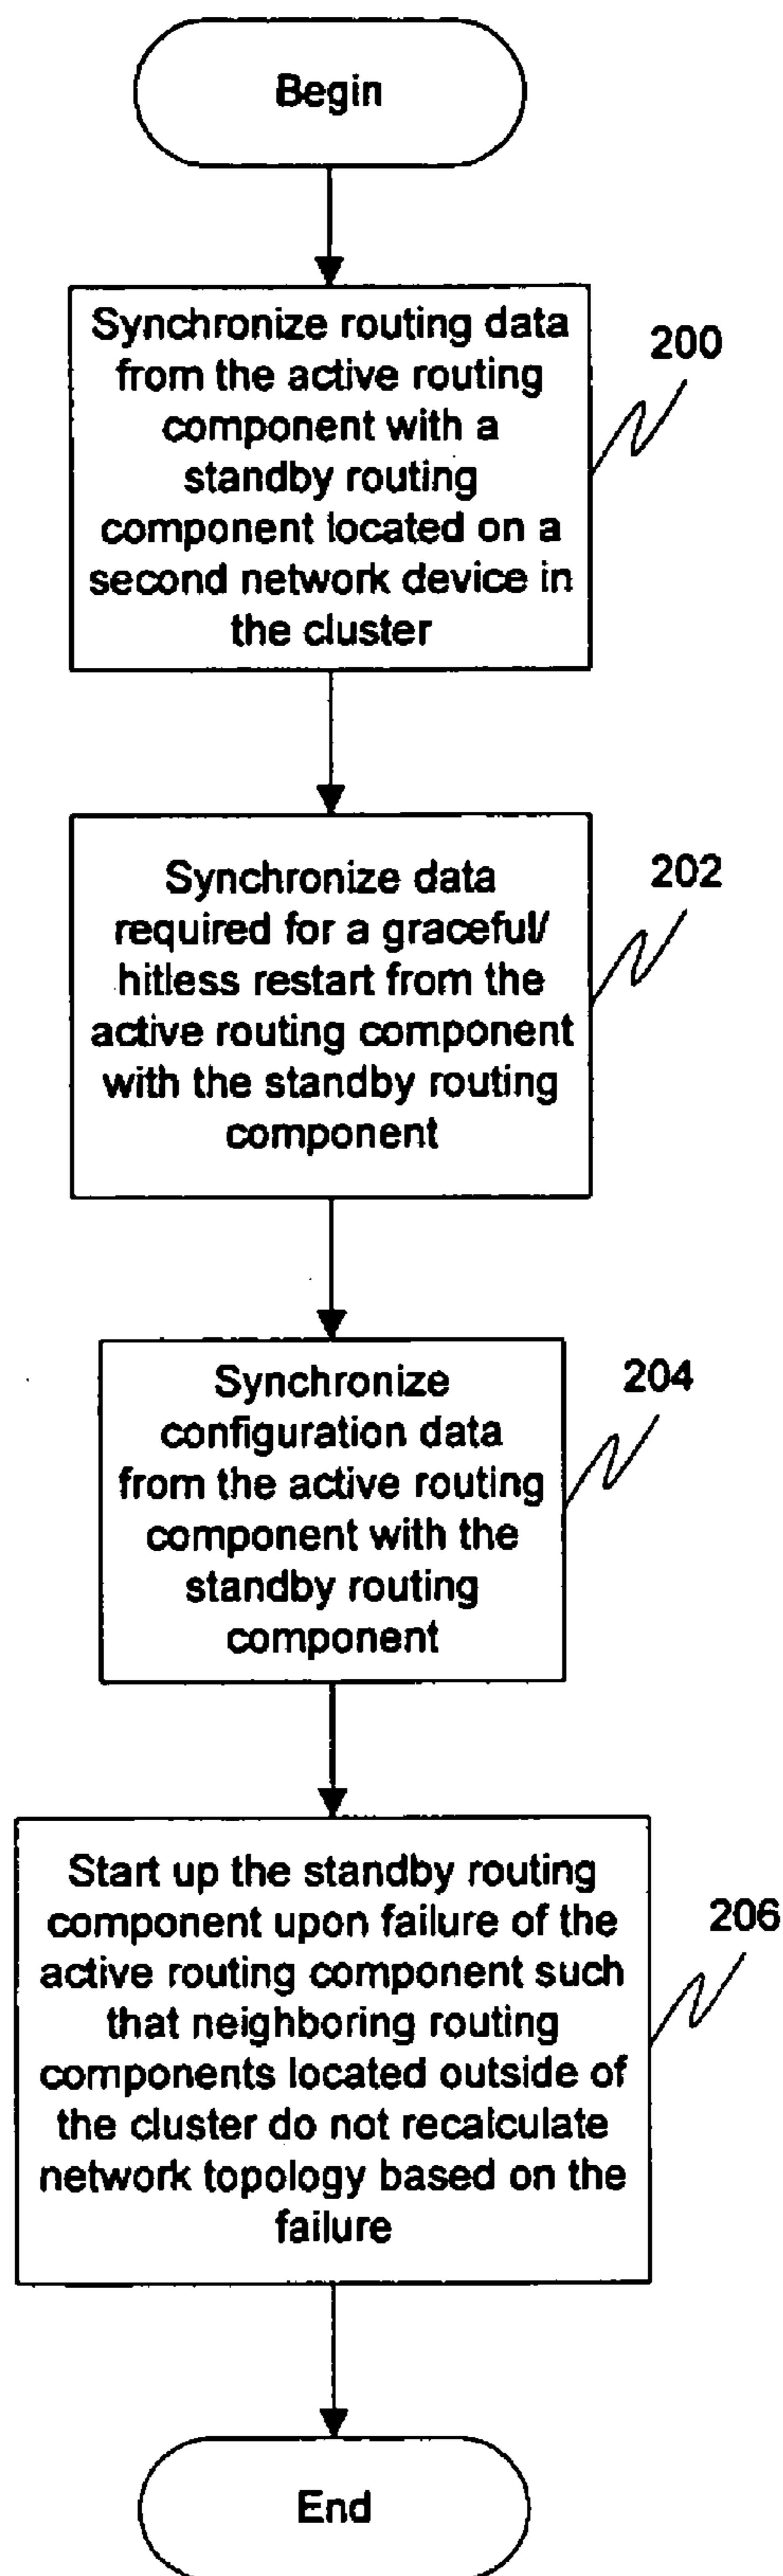 Begin
Synchronize routing data
from the active routing
component with a
standby routing
component located on a
second network device in
the cluster
200
Synchronize data
required for a graceful/
hitless restart from the
active routing component
with the standby routing
component
202
Synchronize
configuration data
from the active routing
component with the
standby routing
component
204
Start up the standby routing
component upon failure of the
active routing component such
that neighboring routing
components located outside of
the cluster do not recalculate
network topology based on the
failure
206
End